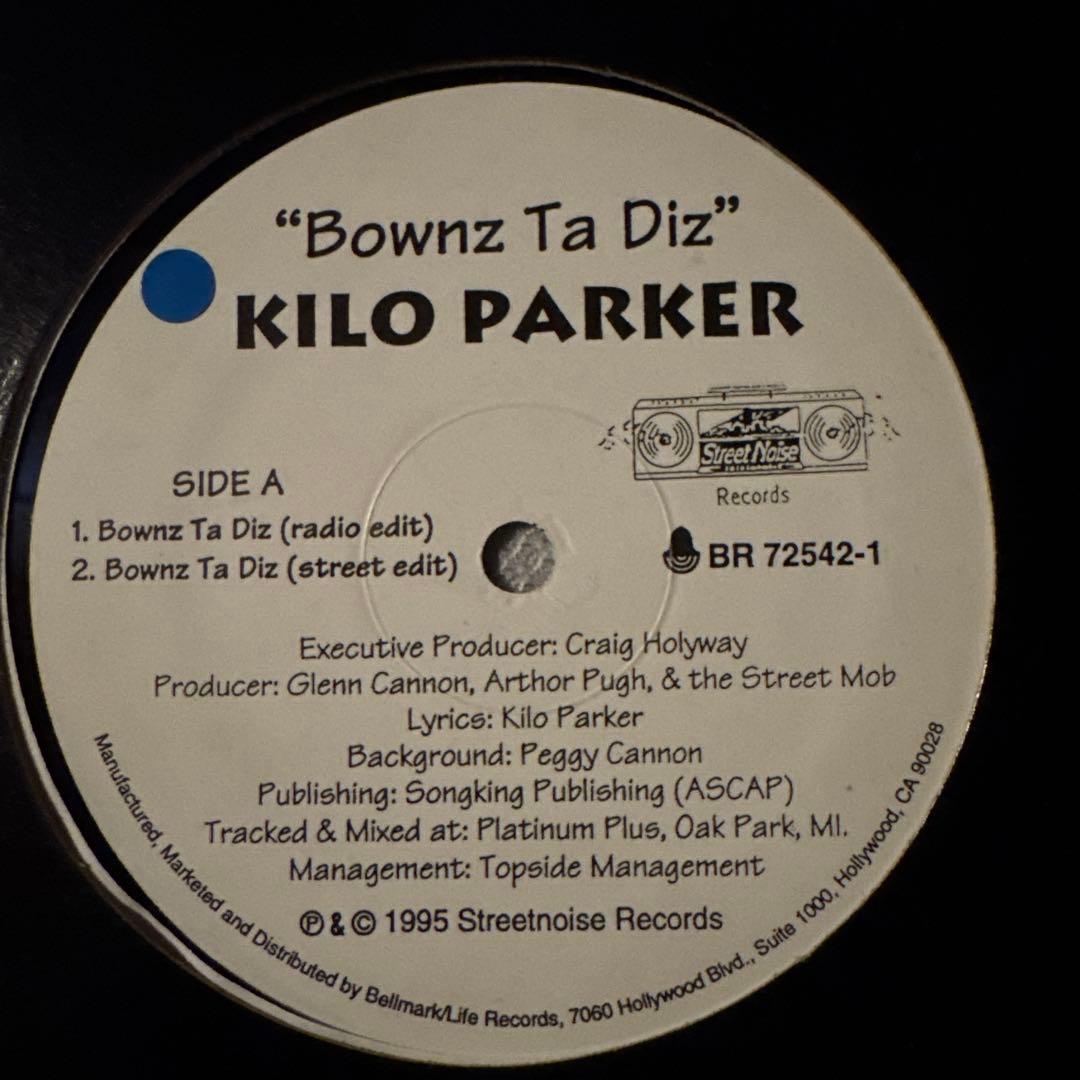 “Bownz Ta Diz”
KILO PARKER
Street Noise
Records
SIDE A
1. Bownz Ta Diz (radio edit)
2. Bownz Ta Diz (street edit)
BR 72542-1
Executive Producer: Craig Holyway
Producer: Glenn Cannon, Arthor Pugh, & the Street Mob
Lyrics: Kilo Parker
Background: Peggy Cannon
Publishing: Songking Publishing (ASCAP)
Tracked & Mixed at: Platinum Plus, Oak Park, MI.
Management: Topside Management
℗ & © 1995 Streetnoise Records
Manufactured, Marketed and Distributed by Bellmark/Life Records, 7060 Hollywood Blvd., Suite 1000, Hollywood, CA 90028